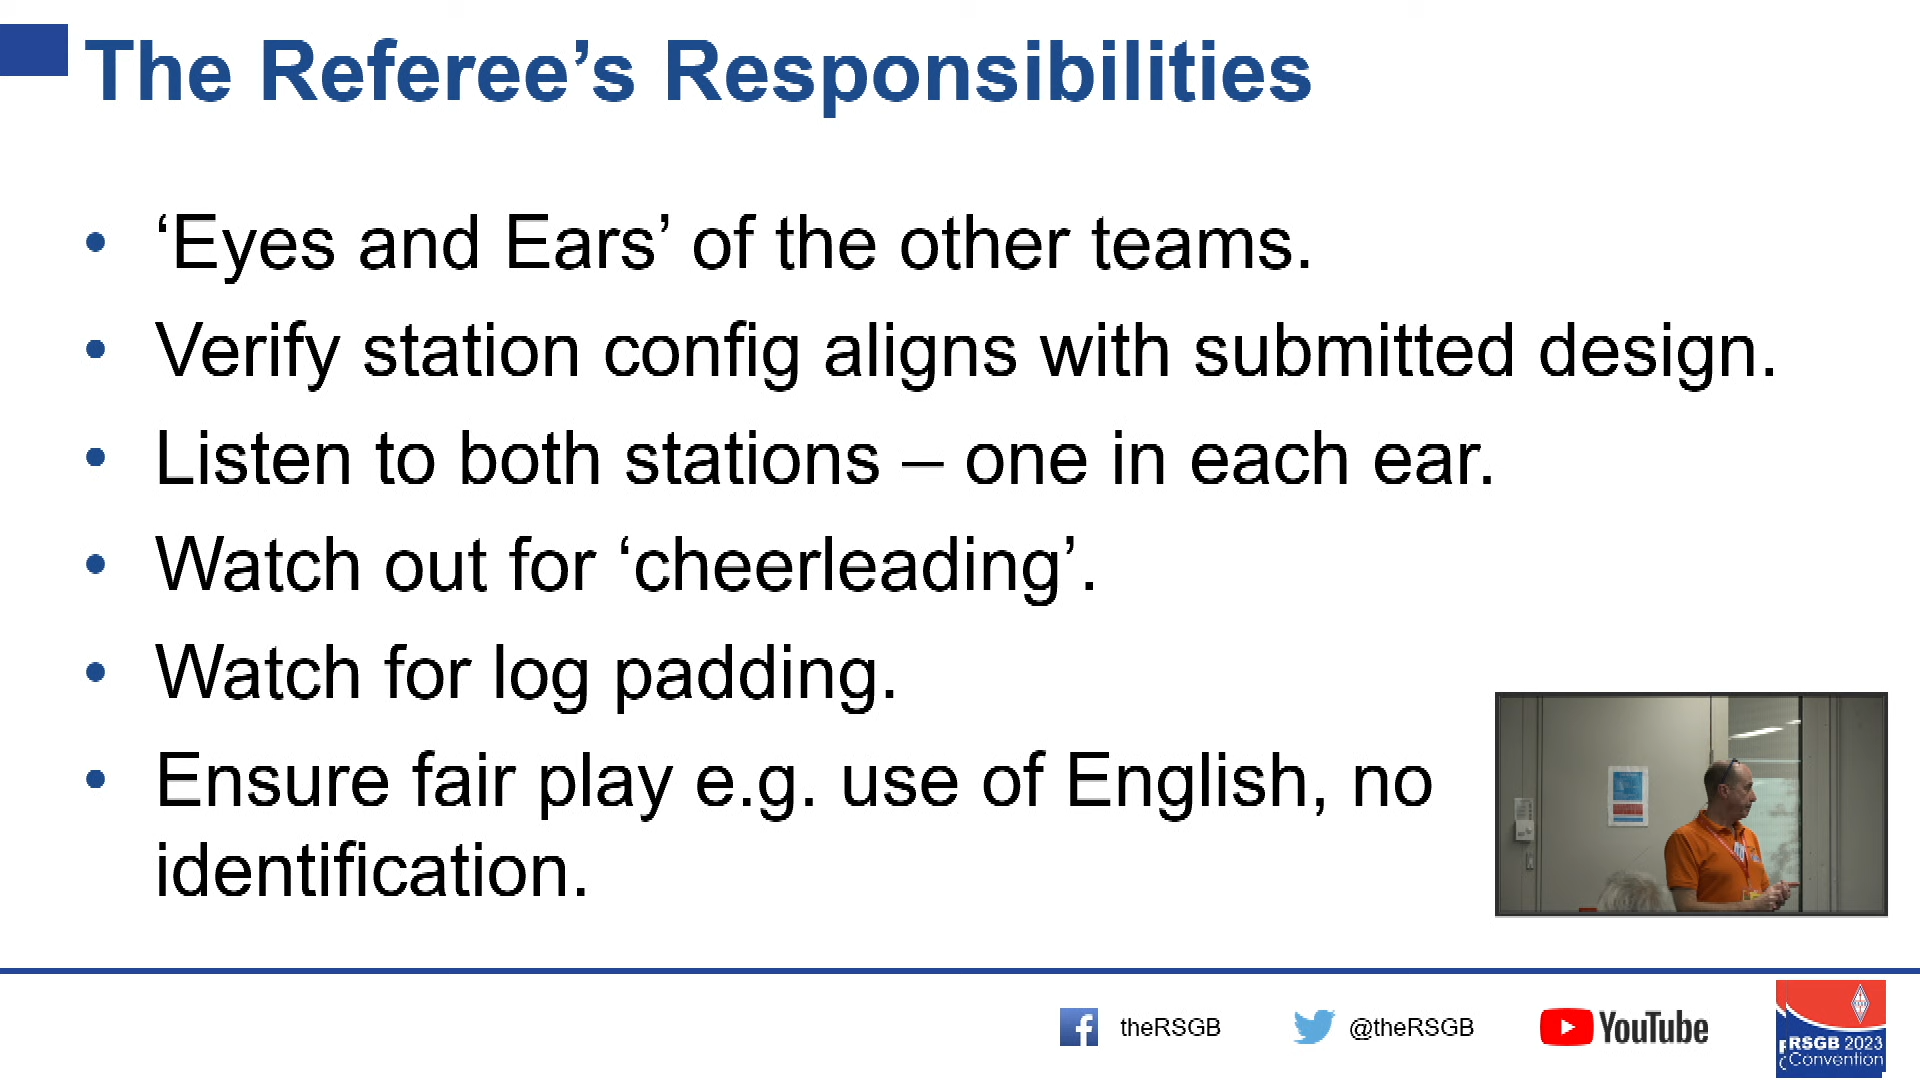 The Referee’s Responsibilities
• ‘Eyes and Ears’ of the other teams.
• Verify station config aligns with submitted design.
• Listen to both stations – one in each ear.
• Watch out for ‘cheerleading’.
• Watch for log padding.
• Ensure fair play e.g. use of English, no
identification.
theRSGB
@theRSGB
YouTube
RSGB 2023
Convention